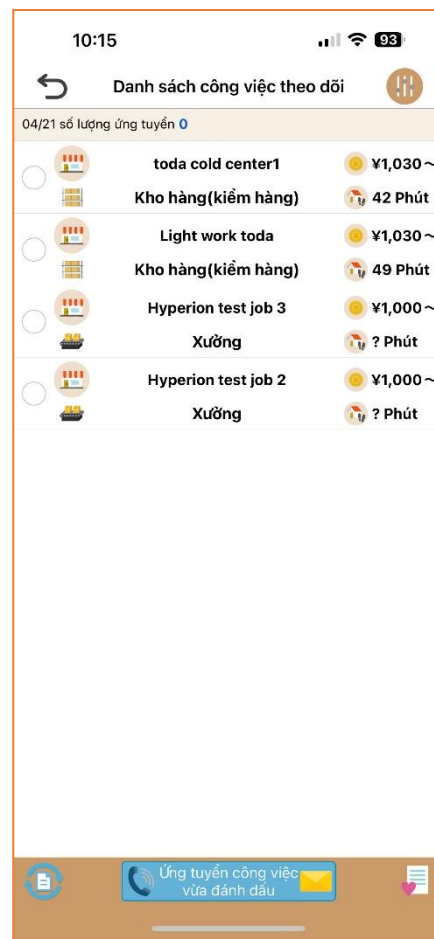 10:15
93
Danh sách công việc theo dõi
04/21 số lượng ứng tuyển 0
toda cold center1 ¥1,030~
Kho hàng(kiểm hàng) 42 Phút
Light work toda ¥1,030~
Kho hàng(kiểm hàng) 49 Phút
Hyperion test job 3 ¥1,000~
Xưởng ? Phút
Hyperion test job 2 ¥1,000~
Xưởng ? Phút
Ứng tuyển công việc
vừa đánh dấu